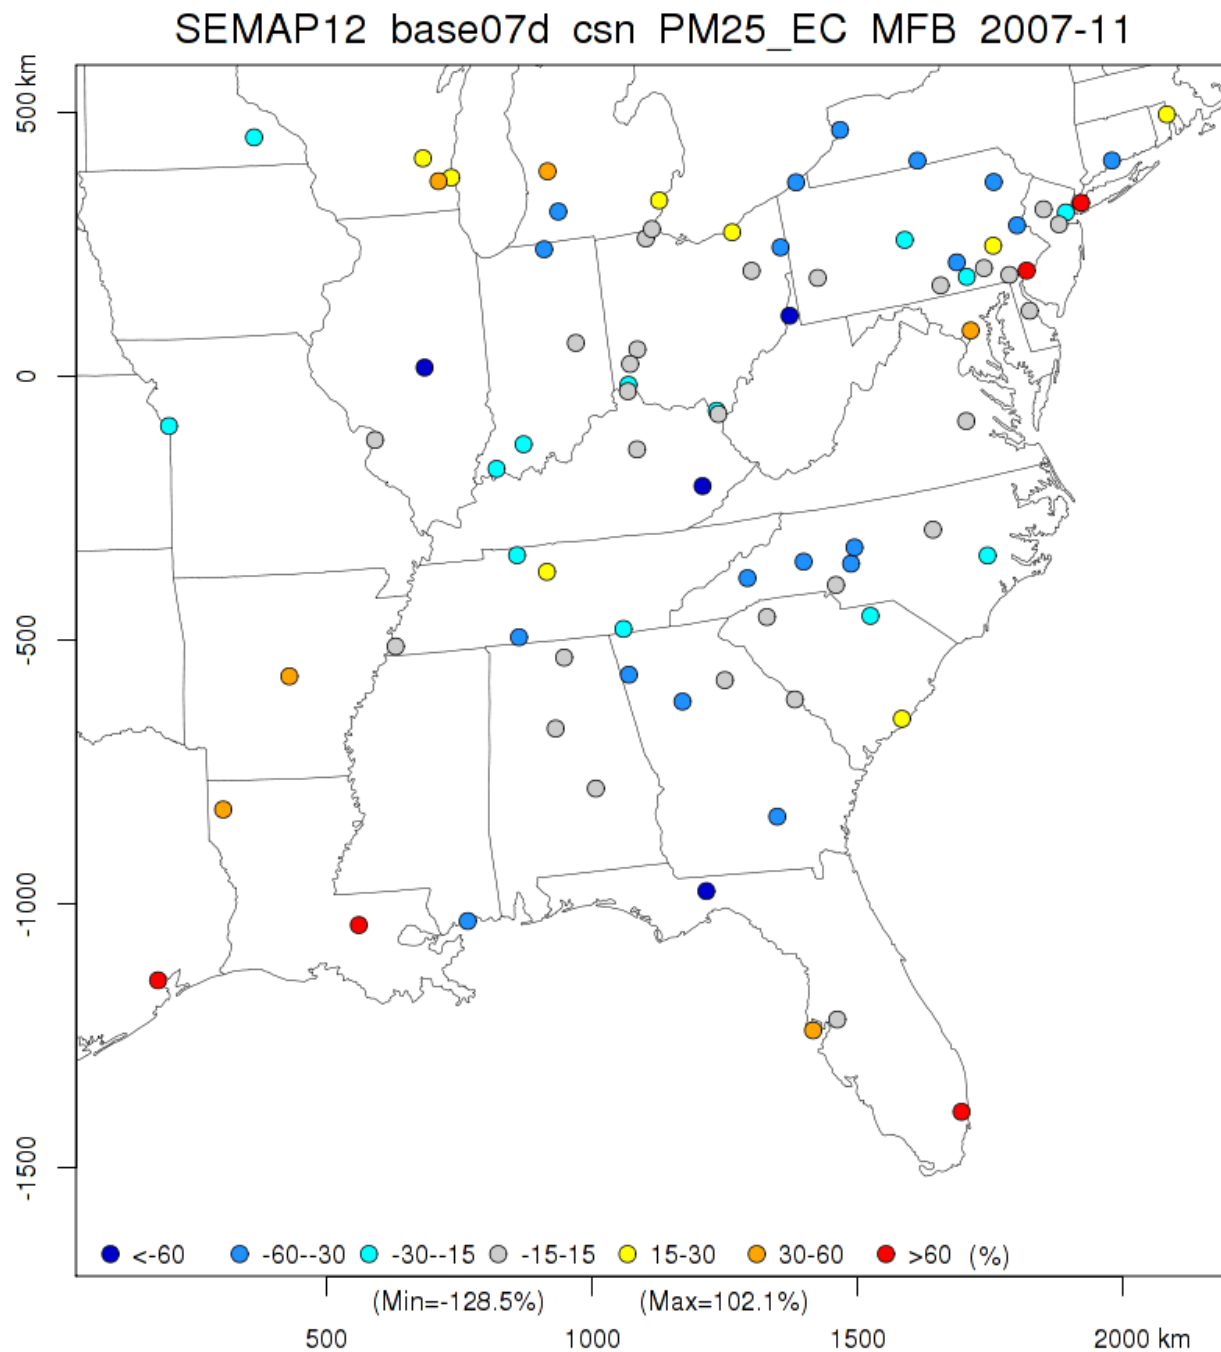 SEMAP12 base07d csn PM25_EC MFB 2007-11
500 km
0
-500
-1000
-1500
<-60 -60--30 -30--15 -15-15 15-30 30-60 >60 (%)
(Min=-128.5%) (Max=102.1%)
500 1000 1500 2000 km